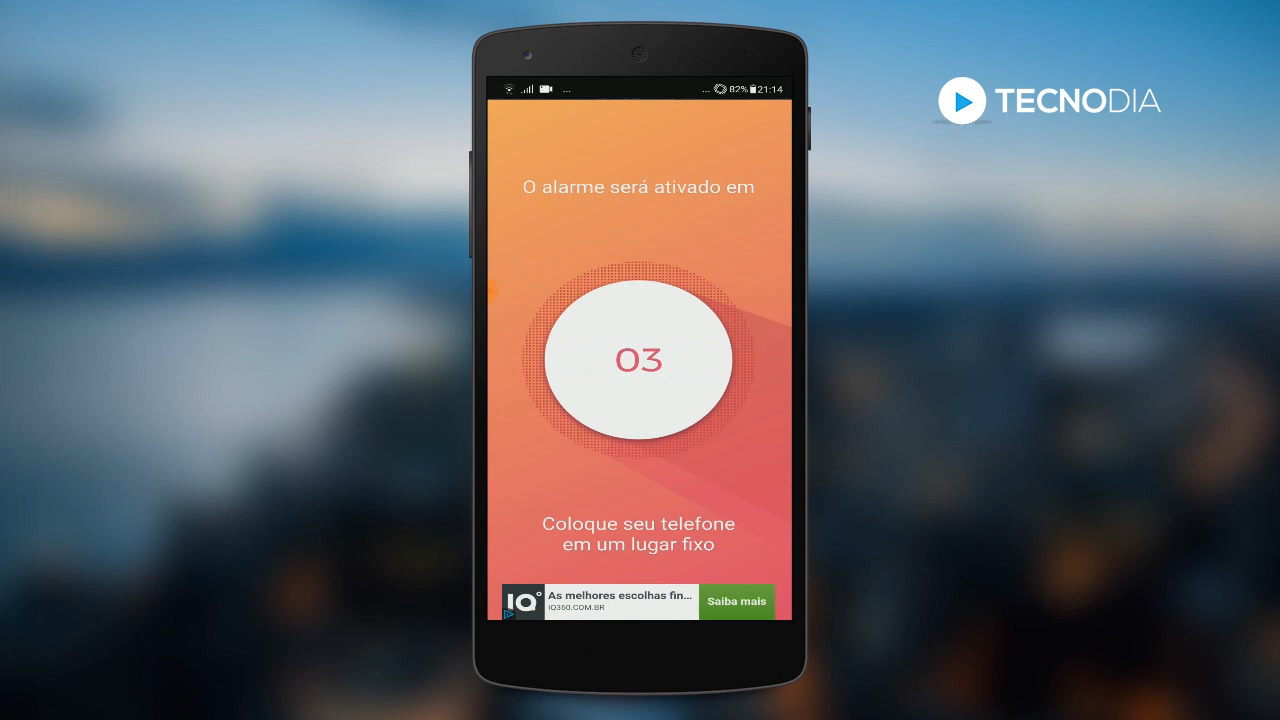 ... ... 82% 21:14
TECNODIA
O alarme será ativado em
03
Coloque seu telefone
em um lugar fixo
IQ°
As melhores escolhas fin...
IQ360.COM.BR
Saiba mais